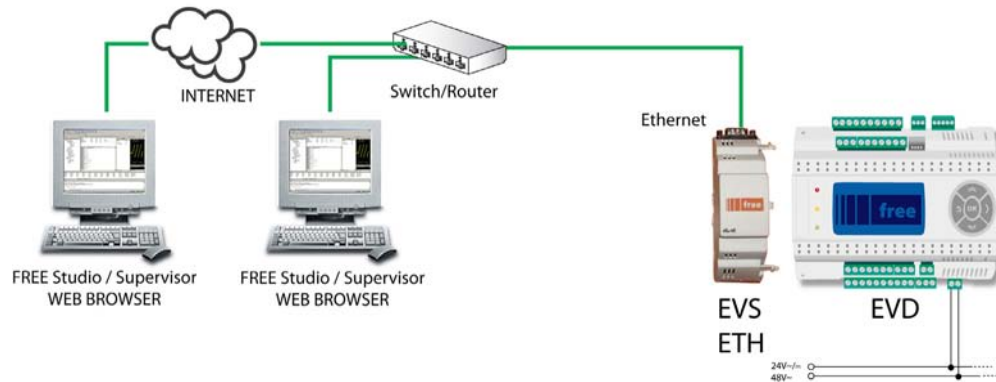 INTERNET
Switch/Router
Ethernet
free
free
OK
FREE Studio / Supervisor
WEB BROWSER
FREE Studio / Supervisor
WEB BROWSER
EVS
ETH
EVD
24V~/⎓
48V~